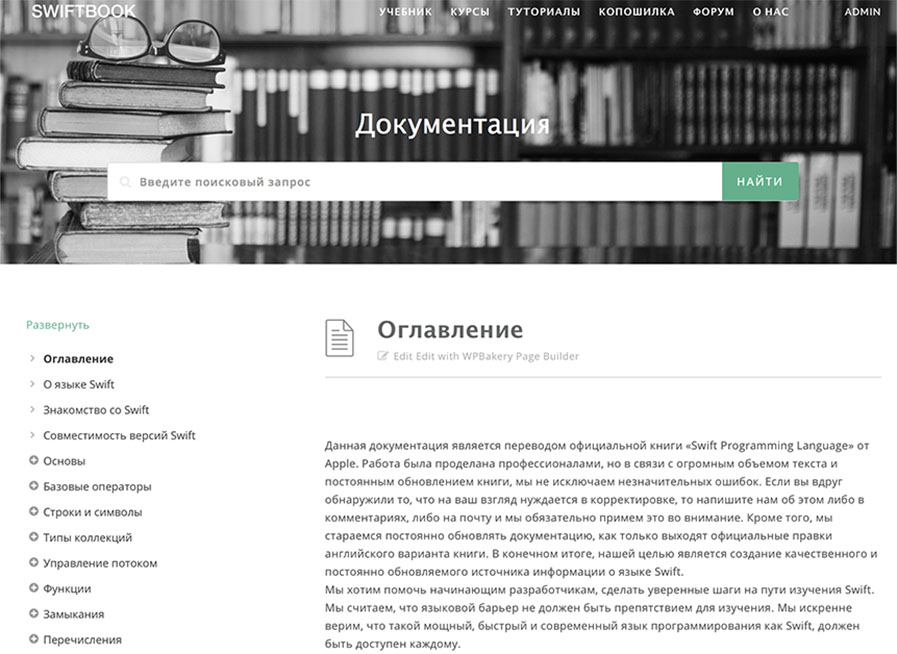 SWIFTBOOK
УЧЕБНИК КУРСЫ ТУТОРИАЛЫ КОПОШИЛКА ФОРУМ О НАС ADMIN
Документация
Введите поисковый запрос
НАЙТИ
Развернуть
Оглавление
О языке Swift
Знакомство со Swift
Совместимость версий Swift
Основы
Базовые операторы
Строки и символы
Типы коллекций
Управление потоком
Функции
Замыкания
Перечисления
Оглавление
Edit Edit with WPBakery Page Builder
Данная документация является переводом официальной книги «Swift Programming Language» от
Apple. Работа была проделана профессионалами, но в связи с огромным объемом текста и
постоянным обновлением книги, мы не исключаем незначительных ошибок. Если вы вдруг
обнаружили то, что на ваш взгляд нуждается в корректировке, то напишите нам об этом либо в
комментариях, либо на почту и мы обязательно примем это во внимание. Кроме того, мы
стараемся постоянно обновлять документацию, как только выходят официальные правки
английского варианта книги. В конечном итоге, нашей целью является создание качественного и
постоянно обновляемого источника информации о языке Swift.
Мы хотим помочь начинающим разработчикам, сделать уверенные шаги на пути изучения Swift.
Мы считаем, что языковой барьер не должен быть препятствием для изучения. Мы искренне
верим, что такой мощный, быстрый и современный язык программирования как Swift, должен
быть доступен каждому.